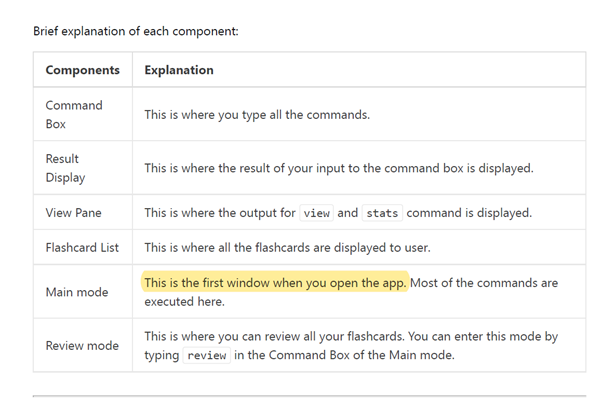 Brief explanation of each component:
Components Explanation
Command
Box
This is where you type all the commands.
Result
Display
This is where the result of your input to the command box is displayed.
View Pane This is where the output for view and stats command is displayed.
Flashcard List This is where all the flashcards are displayed to user.
Main mode
This is the first window when you open the app. Most of the commands are
executed here.
Review mode
This is where you can review all your flashcards. You can enter this mode by
typing review in the Command Box of the Main mode.